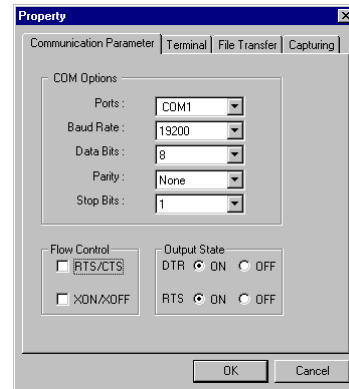 Property
Communication Parameter Terminal File Transfer Capturing
COM Options
Ports : COM1
Baud Rate : 19200
Data Bits : 8
Parity : None
Stop Bits : 1
Flow Control
RTS/CTS
XON/XOFF
Output State
DTR ON OFF
RTS ON OFF
OK Cancel